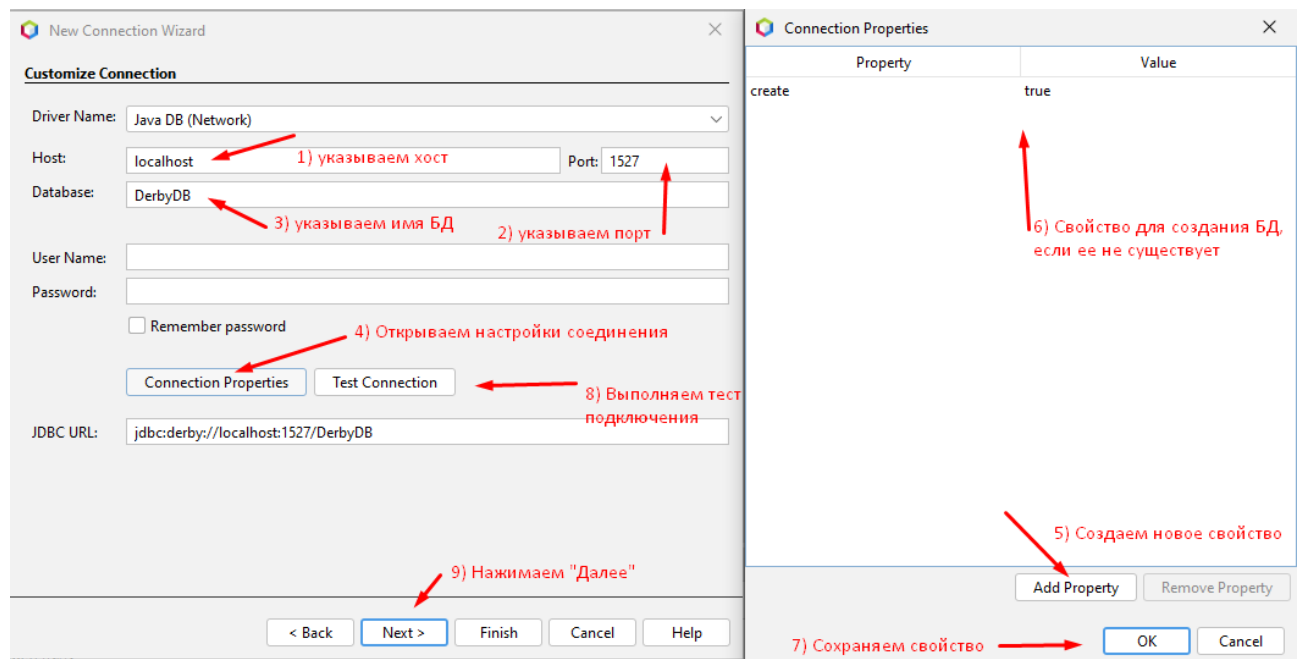 New Connection Wizard
Customize Connection
Driver Name: Java DB (Network)
Host: localhost
1) указываем хост
Port: 1527
Database: DerbyDB
3) указываем имя БД
2) указываем порт
User Name:
Password:
Remember password
4) Открываем настройки соединения
Connection Properties
Test Connection
8) Выполняем тест
подключения
JDBC URL: jdbc:derby://localhost:1527/DerbyDB
9) Нажимаем "Далее"
< Back
Next >
Finish
Cancel
Help
Connection Properties
Property
Value
create
true
6) Свойство для создания БД,
если ее не существует
5) Создаем новое свойство
Add Property
Remove Property
7) Сохраняем свойство
OK
Cancel